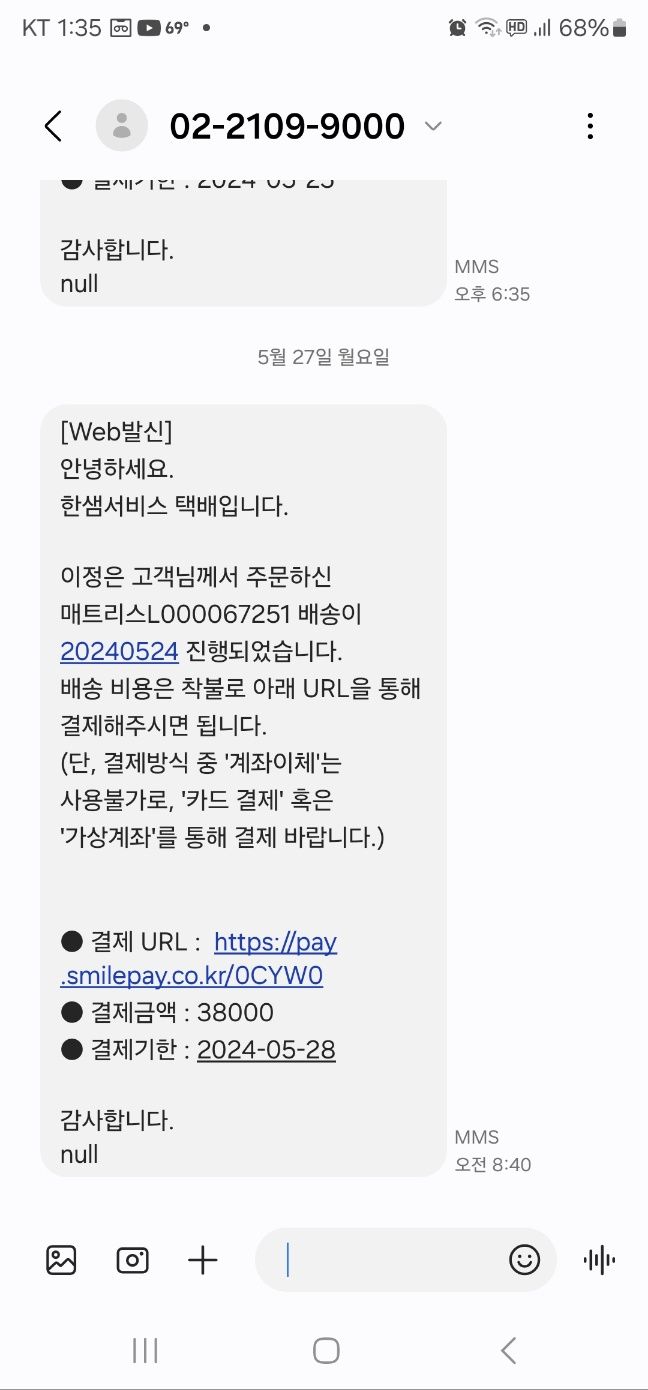 KT 1:35 69°
HD 68%
02-2109-9000
● 결제기한 : 2024-05-25
감사합니다.
null
MMS
오후 6:35
5월 27일 월요일
[Web발신]
안녕하세요.
한샘서비스 택배입니다.
이정은 고객님께서 주문하신
매트리스L000067251 배송이
20240524 진행되었습니다.
배송 비용은 착불로 아래 URL을 통해
결제해주시면 됩니다.
(단, 결제방식 중 '계좌이체'는
사용불가로, '카드 결제' 혹은
'가상계좌'를 통해 결제 바랍니다.)
● 결제 URL : https://pay
.smilepay.co.kr/0CYW0
● 결제금액 : 38000
● 결제기한 : 2024-05-28
감사합니다.
null
MMS
오전 8:40